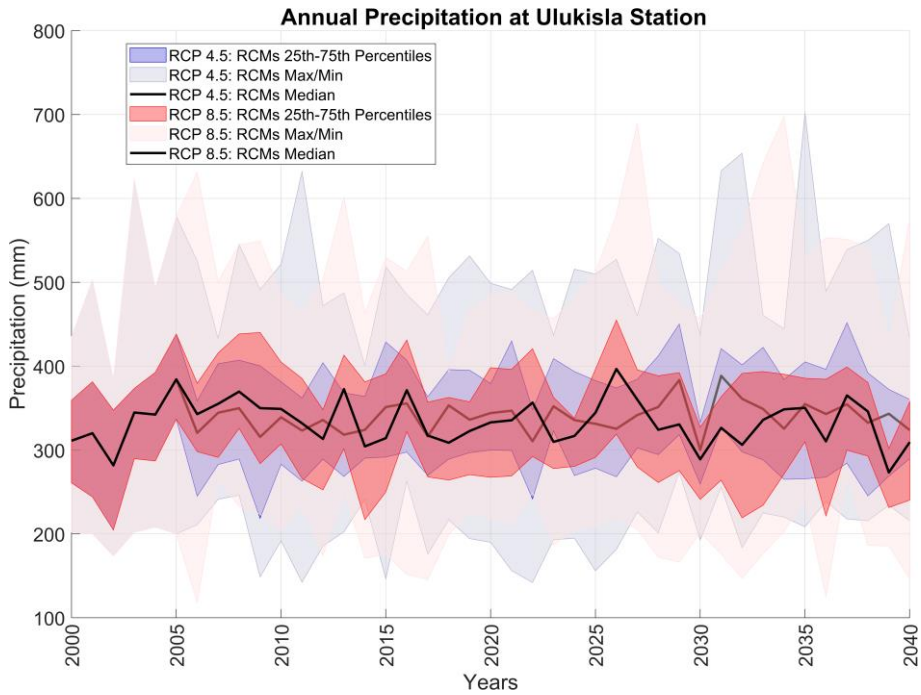 Annual Precipitation at Ulukisla Station
800
700
600
500
400
300
200
100
Precipitation (mm)
RCP 4.5: RCMs 25th-75th Percentiles
RCP 4.5: RCMs Max/Min
RCP 4.5: RCMs Median
RCP 8.5: RCMs 25th-75th Percentiles
RCP 8.5: RCMs Max/Min
RCP 8.5: RCMs Median
2000
2005
2010
2015
2020
2025
2030
2035
2040
Years